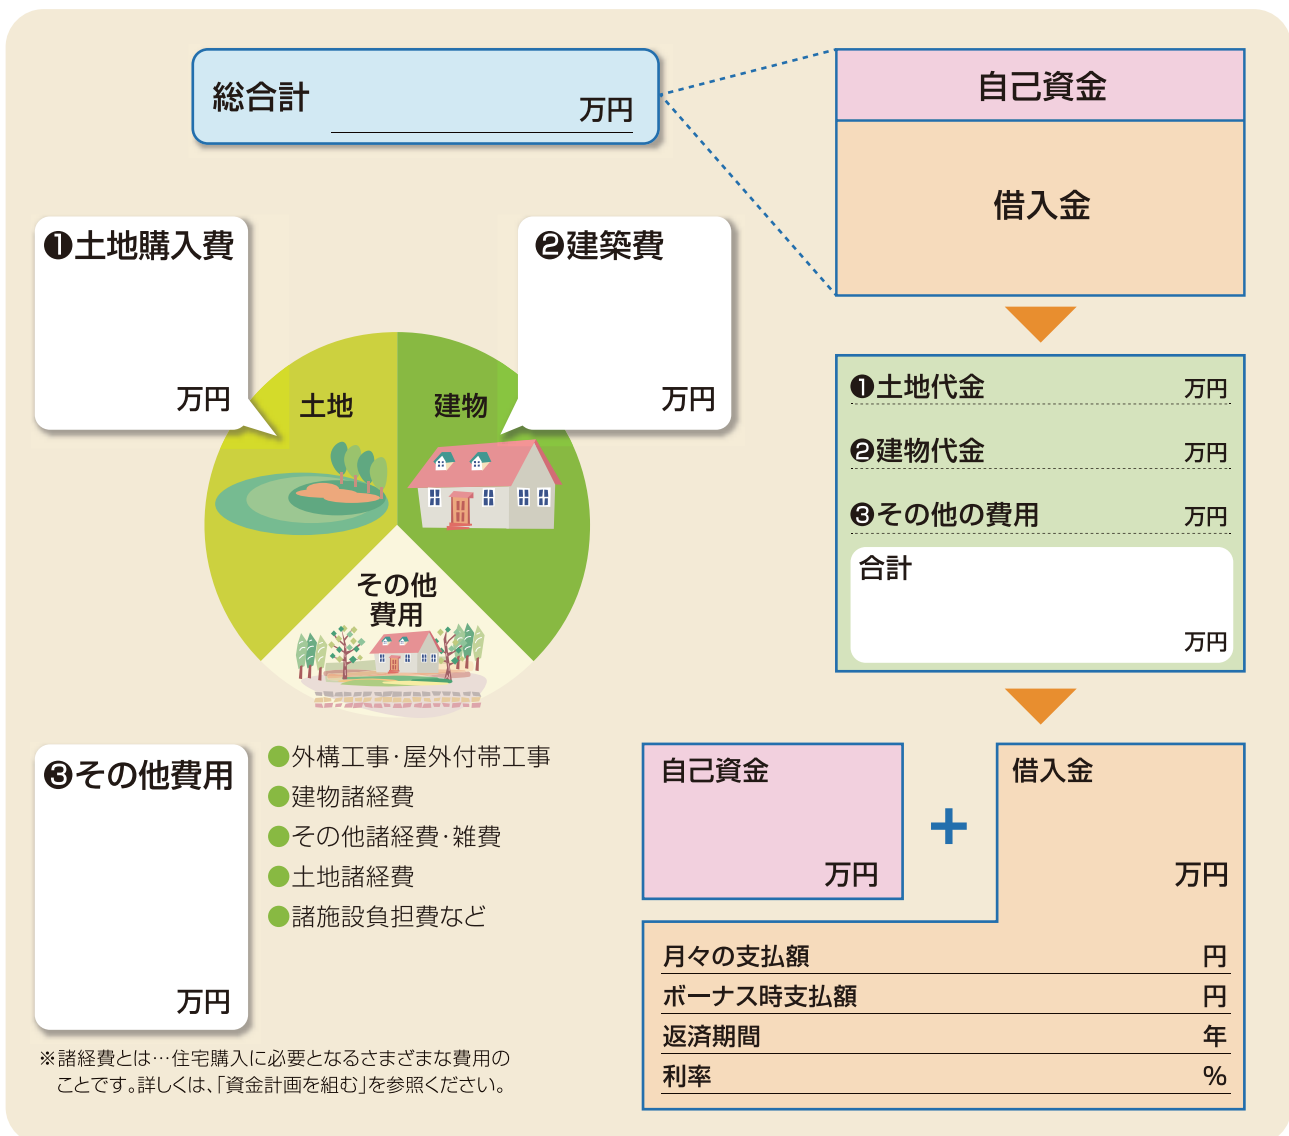 総合計 万円
自己資金
借入金
❶土地購入費
万円
❷建築費
万円
土地
建物
その他
費用
❶土地代金 万円
❷建物代金 万円
❸その他の費用 万円
合計
万円
❸その他費用
万円
●外構工事・屋外付帯工事
●建物諸経費
●その他諸経費・雑費
●土地諸経費
●諸施設負担費など
※諸経費とは…住宅購入に必要となるさまざまな費用の
ことです。詳しくは、「資金計画を組む」を参照ください。
自己資金
万円
+
借入金
万円
月々の支払額 円
ボーナス時支払額 円
返済期間 年
利率 %